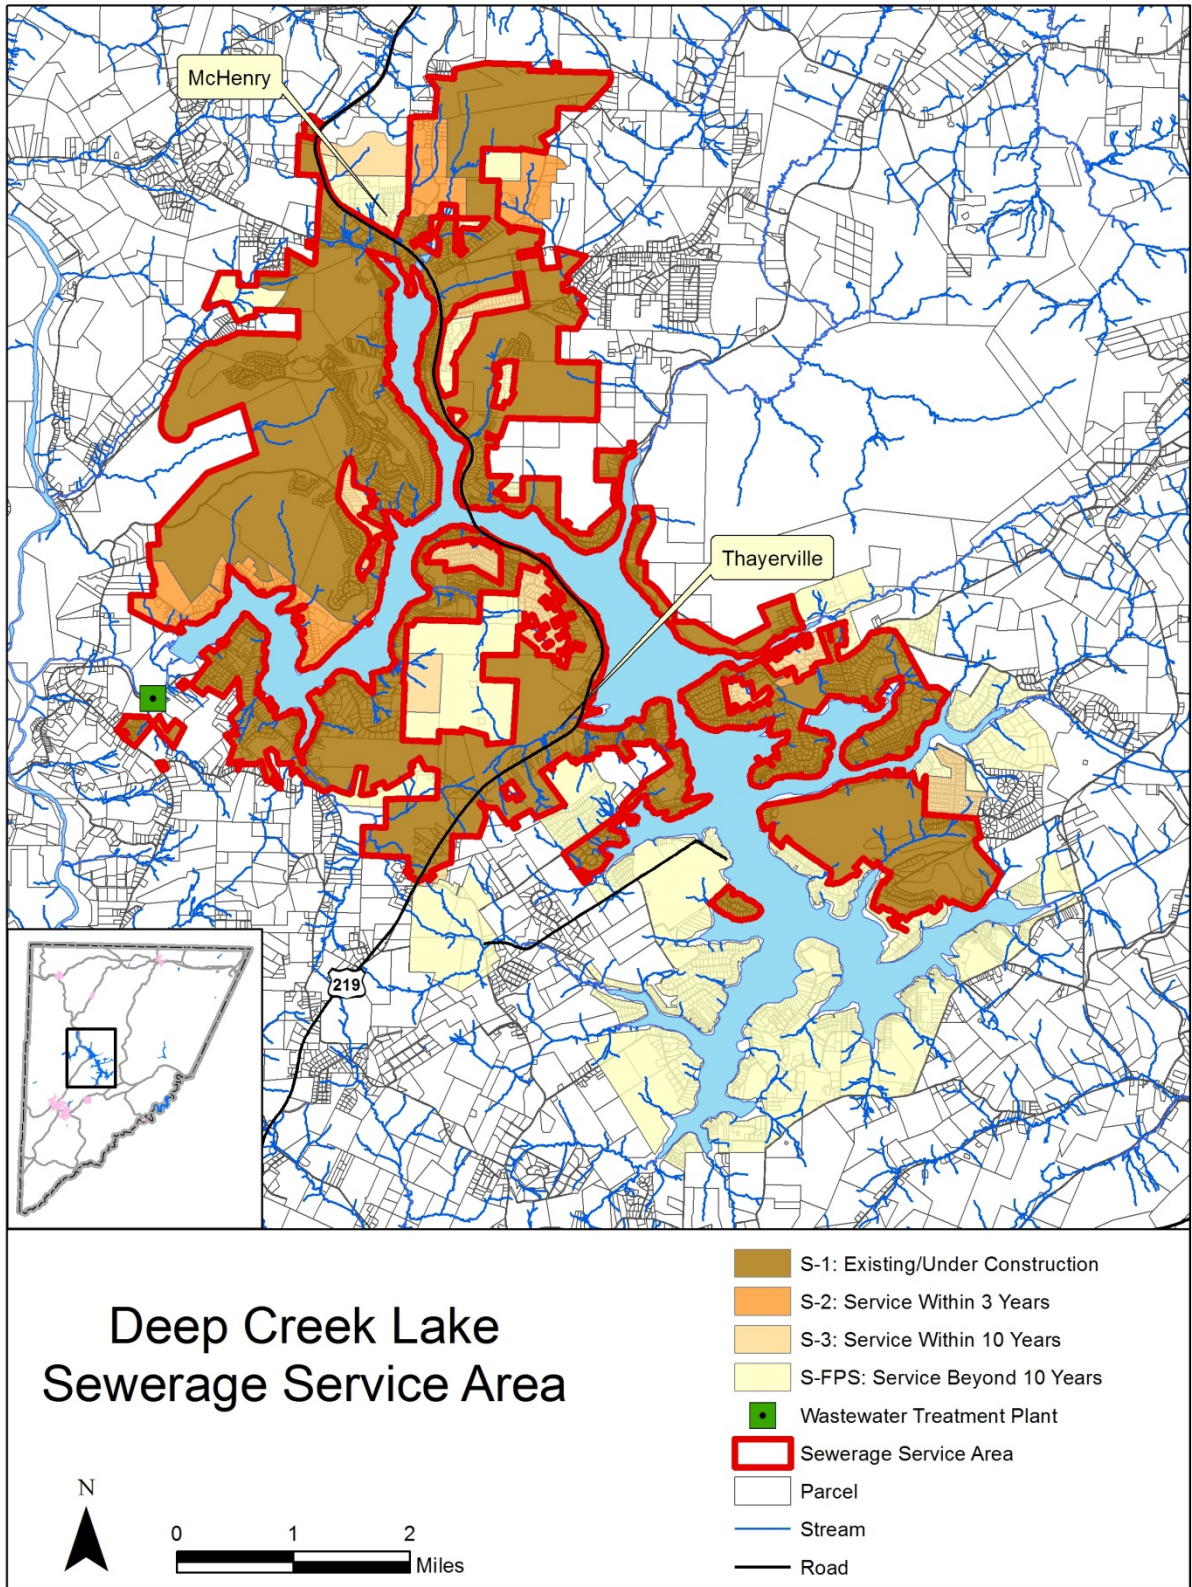 McHenry
Thayerville
219
Deep Creek Lake
Sewerage Service Area
N
0 1 2
Miles
S-1: Existing/Under Construction
S-2: Service Within 3 Years
S-3: Service Within 10 Years
S-FPS: Service Beyond 10 Years
Wastewater Treatment Plant
Sewerage Service Area
Parcel
Stream
Road